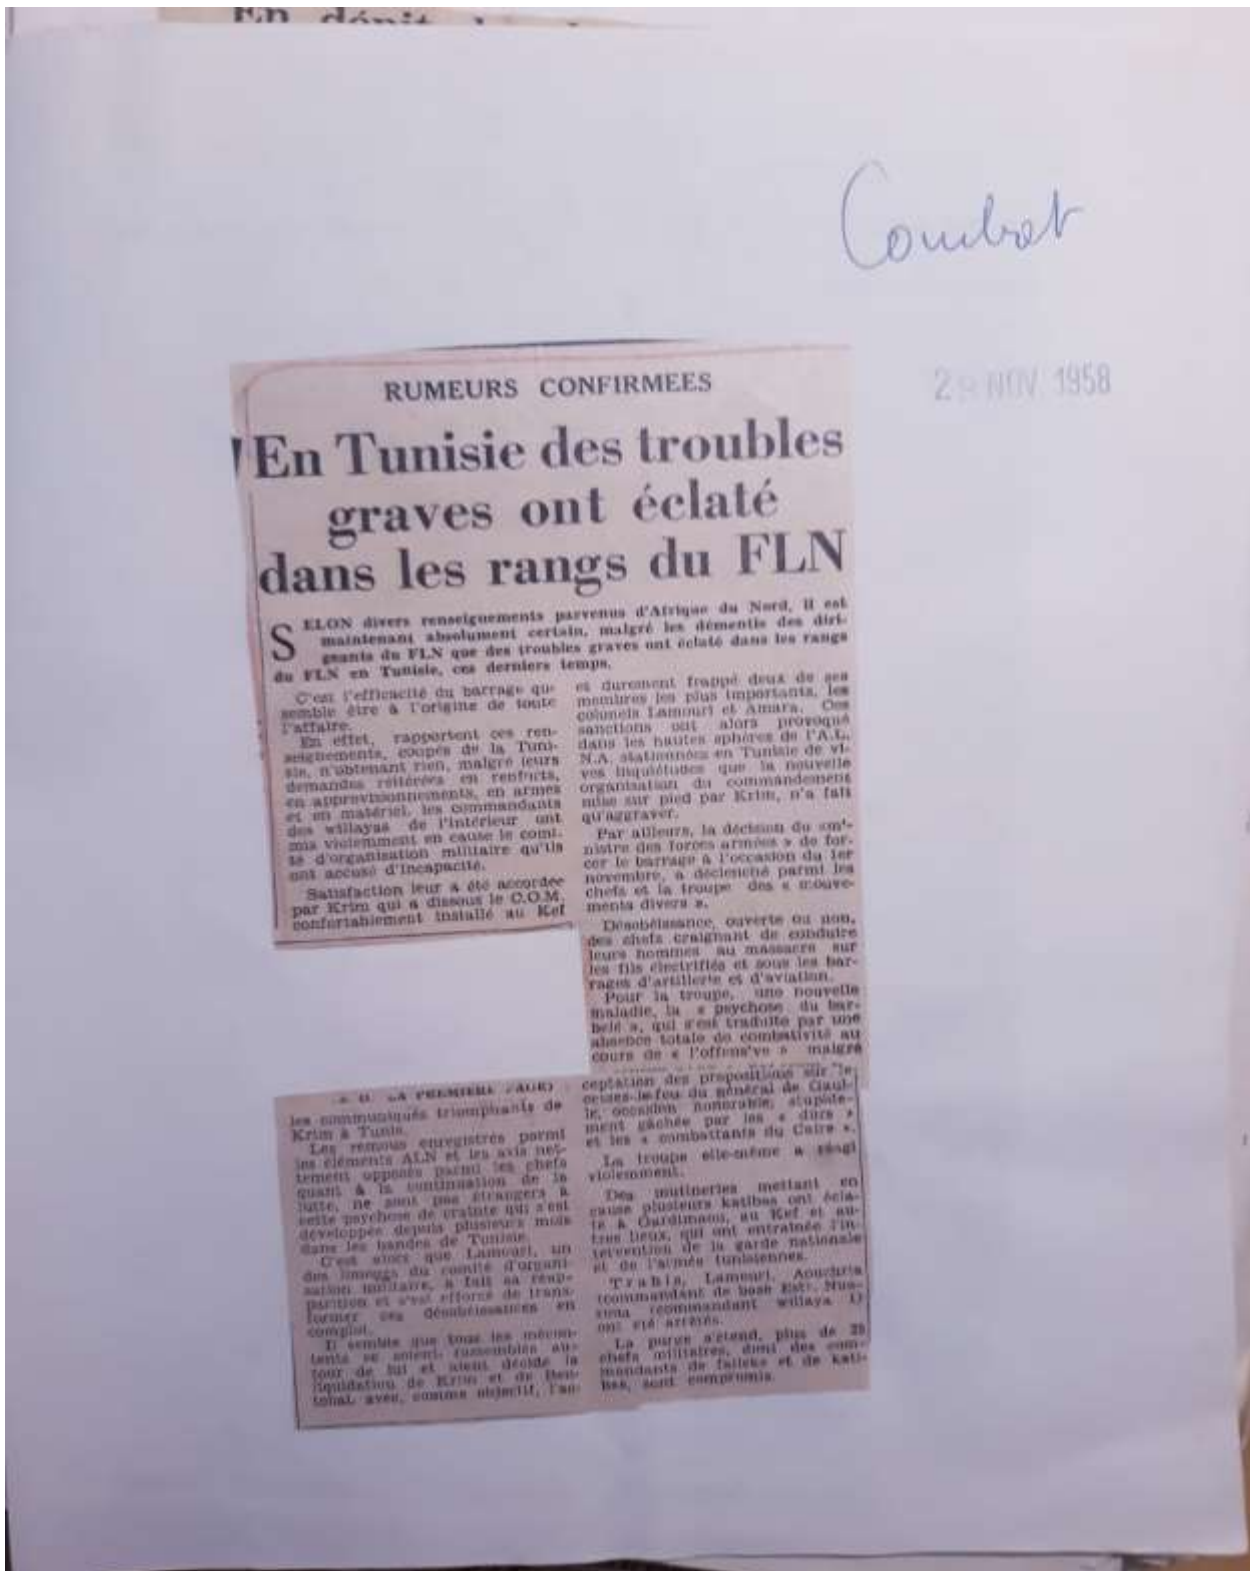 En dépit
Combat
28 NOV. 1958
RUMEURS CONFIRMEES
En Tunisie des troubles
graves ont éclaté
dans les rangs du FLN
SELON divers renseignements parvenus d'Afrique du Nord, il est
maintenant absolument certain, malgré les démentis des diri-
geants du FLN que des troubles graves ont éclaté dans les rangs
du FLN en Tunisie, ces derniers temps.
C'est l'efficacité du barrage qui
semble être à l'origine de toute
l'affaire.
En effet, rapportent ces ren-
seignements, coupés de la Tuni-
sie, n'obtenant rien, malgré leurs
demandes réitérées en renforts,
en approvisionnements, en armes
et en matériel, les commandants
des willayas de l'intérieur ont
mis violemment en cause le comi-
té d'organisation militaire qu'ils
ont accusé d'incapacité.
Satisfaction leur a été accordée
par Krim qui a dissous le C.O.M.
confortablement installé au Kef
et durement frappé deux de ses
membres les plus importants, les
colonels Lamouri et Amara. Ces
sanctions ont alors provoqué
dans les hautes sphères de l'A.L.
N.A. stationnées en Tunisie de vi-
ves inquiétudes que la nouvelle
organisation du commandement
mise sur pied par Krim, n'a fait
qu'aggraver.
Par ailleurs, la décision du «mi-
nistre des forces armées » de for-
cer le barrage à l'occasion du 1er
novembre, a déclenché parmi les
chefs et la troupe des « mouve-
ments divers ».
Désobéissance, ouverte ou non,
des chefs craignant de conduire
leurs hommes au massacre sur
les fils électrifiés et sous les bar-
rages d'artillerie et d'aviation.
Pour la troupe, une nouvelle
maladie, la « psychose du bar-
belé », qui s'est traduite par une
absence totale de combativité au
cours de « l'offensive » malgré
LA PREMIERE PAGE)
les communiqués triomphants de
Krim à Tunis.
Les remous enregistrés parmi
les éléments ALN et les avis net-
tement opposés parmi les chefs
quant à la continuation de la
lutte, ne sont pas étrangers à
cette psychose de crainte qui s'est
développée depuis plusieurs mois
dans les bandes de Tunisie.
C'est alors que Lamouri, un
des limogés du comité d'organi-
sation militaire, a fait sa réap-
parition et s'est efforcé de trans-
former ces désobéissances en
complot.
Il semble que tous les mécon-
tents se soient rassemblés au-
tour de lui et aient décidé la
liquidation de Krim et de Ben-
tobal avec, comme objectif, l'ac-
ceptation des propositions sur le
cessez-le-feu du général de Gaul-
le, occasion honorable, stupide-
ment gâchée par les « durs »
et les « combattants du Caire ».
La troupe elle-même a réagi
violemment.
Des mutineries mettant en
cause plusieurs katibas ont écla-
té à Gardimaou, au Kef et au-
tres lieux, qui ont entraînée l'in-
tervention de la garde nationale
et de l'armée tunisiennes.
Trahis, Lamouri, Aouchria
(commandant de base Est),
(commandant willaya 1)
ont été arrêtés.
La purge s'étend, plus de 28
chefs militaires, dont des com-
mandants de faileks et de kati-
bas, sont compromis.